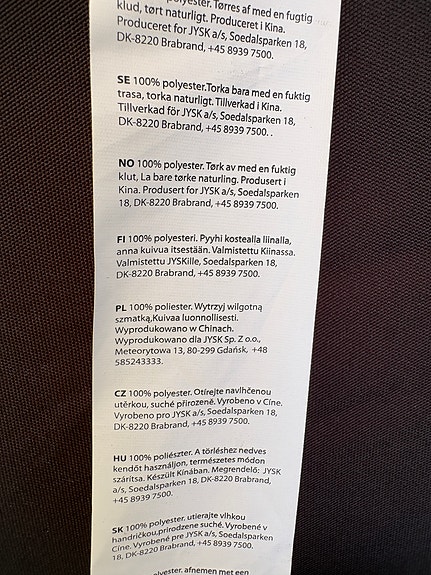 polyester. Tørres af med en fugtig
klud, tørt naturligt. Produceret i Kina.
Produceret for JYSK a/s, Soedalsparken 18,
DK-8220 Brabrand, +45 8939 7500.
SE 100% polyester.Torka bara med en fuktig
trasa, torka naturligt. Tillverkad i Kina.
Tillverkad för JYSK a/s, Soedalsparken 18,
DK-8220 Brabrand, +45 8939 7500. .
NO 100% polyester. Tørk av med en fuktig
klut, La bare tørke naturling. Produsert i
Kina. Produsert for JYSK a/s, Soedalsparken
18, DK-8220 Brabrand, +45 8939 7500.
FI 100% polyesteri. Pyyhi kostealla liinalla,
anna kuivua itsestään. Valmistettu Kiinassa.
Valmistettu JYSKille, Soedalsparken 18,
DK-8220 Brabrand, +45 8939 7500.
PL 100% poliester. Wytrzyj wilgotną
szmatką,Kuivaa luonnollisesti.
Wyprodukowano w Chinach.
Wyprodukowano dla JYSK Sp. Z o.o.,
Meteorytowa 13, 80-299 Gdańsk, +48
585243333.
CZ 100% polyester. Otírejte navlhčenou
utěrkou, suché přirozeně. Vyrobeno v Cíne.
Vyrobeno pro JYSK a/s, Soedalsparken 18,
DK-8220 Brabrand, +45 8939 7500.
HU 100% poliészter. A törléshez nedves
kendőt használjon, természetes módon
szárítsa. Készült Kínában. Megrendelő: JYSK
a/s, Soedalsparken 18, DK-8220 Brabrand,
+45 8939 7500.
SK 100% polyester, utierajte vlhkou
handričkou,prirodzene suché. Vyrobené v
Cíne. Vyrobené pre JYSK a/s, Soedalsparken
18, DK-8220 Brabrand, +45 8939 7500.
olyester. afnemen met een